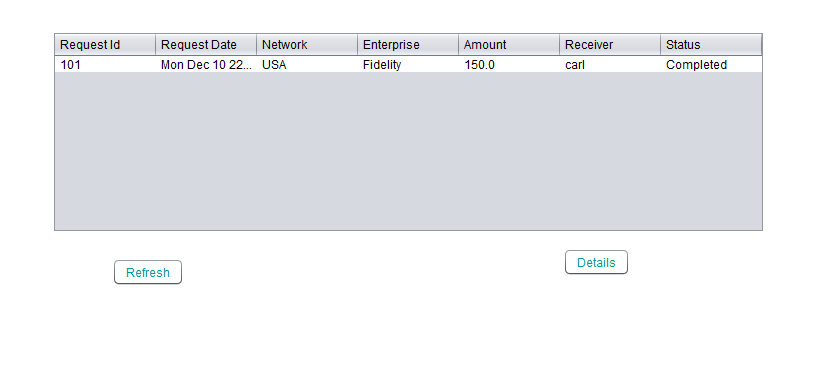 Request Id Request Date Network Enterprise Amount Receiver Status
101 Mon Dec 10 22... USA Fidelity 150.0 carl Completed
Details
Refresh